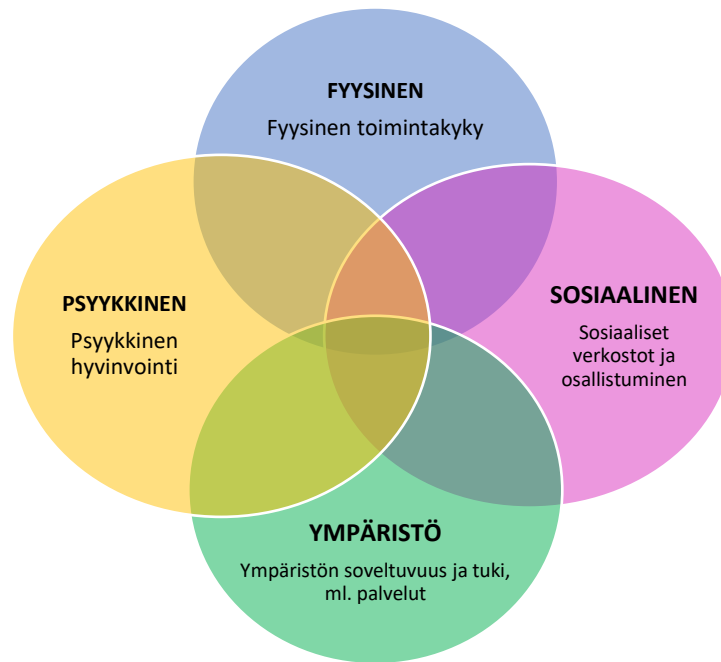 FYYSINEN
Fyysinen toimintakyky
PSYYKKINEN
Psyykkinen
hyvinvointi
SOSIAALINEN
Sosiaaliset
verkostot ja
osallistuminen
YMPÄRISTÖ
Ympäristön soveltuvuus ja tuki,
ml. palvelut